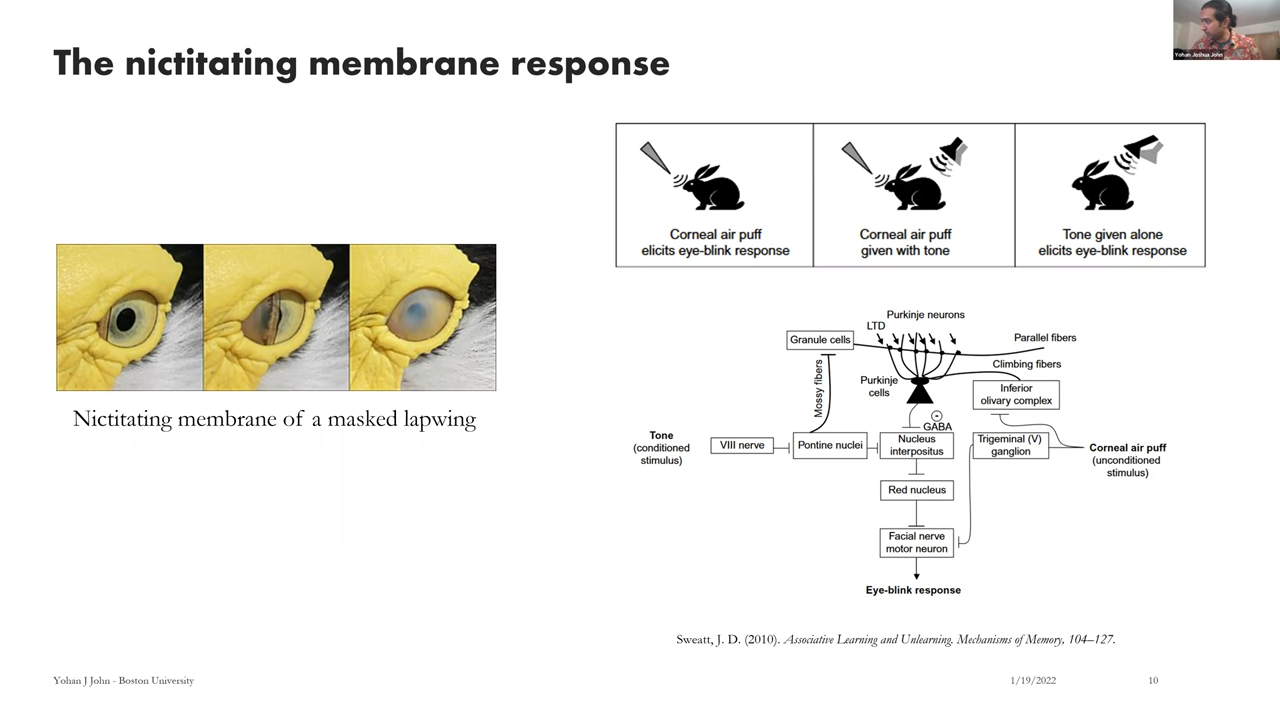 The nictitating membrane response
Yohan Joshua John
Corneal air puff
elicits eye-blink response
Corneal air puff
given with tone
Tone given alone
elicits eye-blink response
Nictitating membrane of a masked lapwing
Purkinje neurons
LTD
Granule cells
Parallel fibers
Climbing fibers
Mossy fibers
Purkinje
cells
Inferior
olivary complex
GABA
Tone
(conditioned
stimulus)
VIII nerve
Pontine nuclei
Nucleus
interpositus
Trigeminal (V)
ganglion
Corneal air puff
(unconditioned
stimulus)
Red nucleus
Facial nerve
motor neuron
Eye-blink response
Sweatt, J. D. (2010). Associative Learning and Unlearning. Mechanisms of Memory, 104–127.
Yohan J John - Boston University
1/19/2022
10